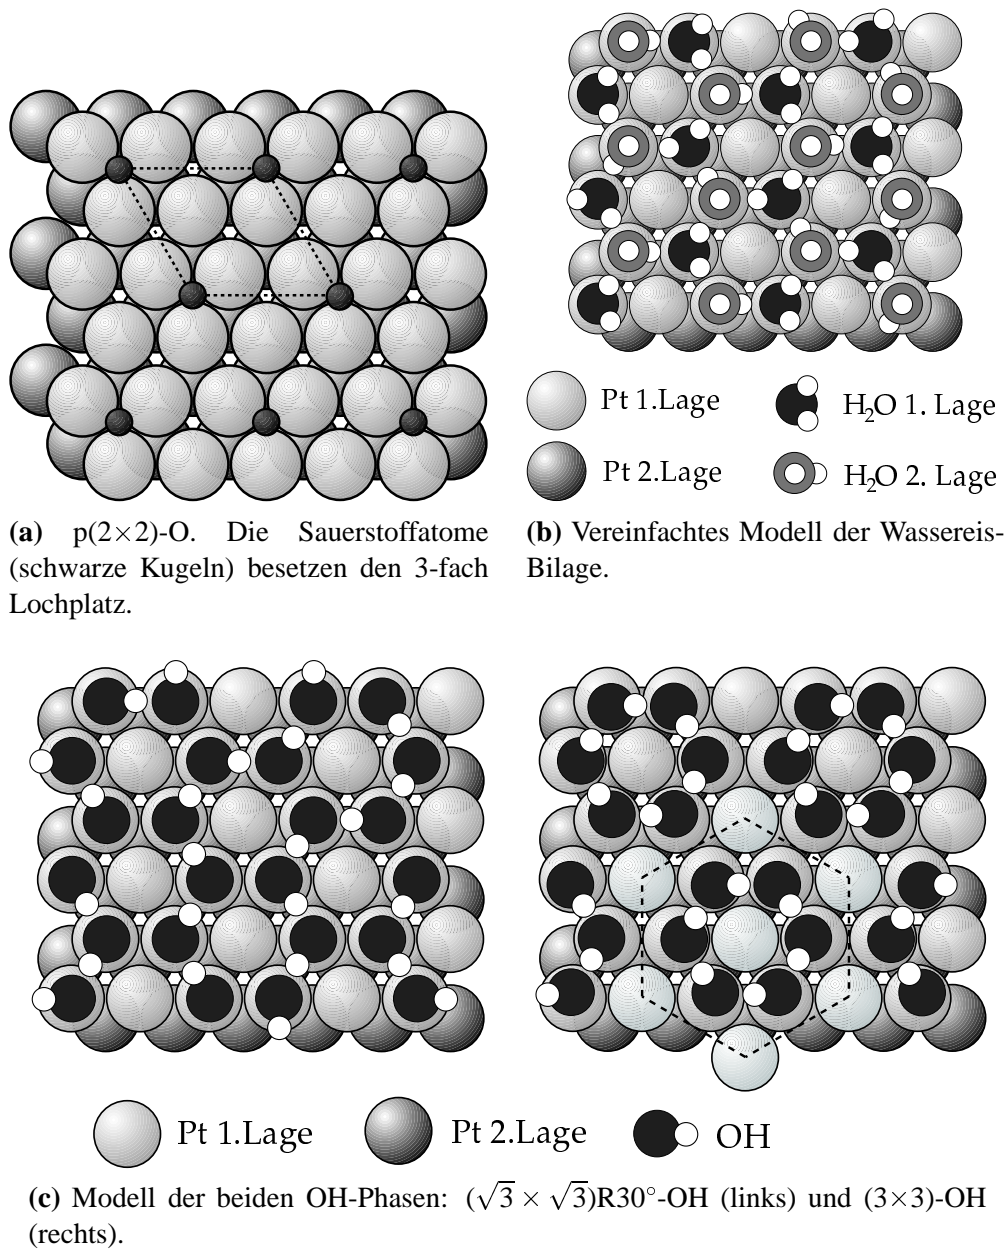 Pt 1.Lage
H₂O 1. Lage
Pt 2.Lage
H₂O 2. Lage
(a) p(2×2)-O. Die Sauerstoffatome
(schwarze Kugeln) besetzen den 3-fach
Lochplatz.
(b) Vereinfachtes Modell der Wassereis-
Bilage.
Pt 1.Lage
Pt 2.Lage
OH
(c) Modell der beiden OH-Phasen: (√3 × √3)R30°-OH (links) und (3×3)-OH
(rechts).